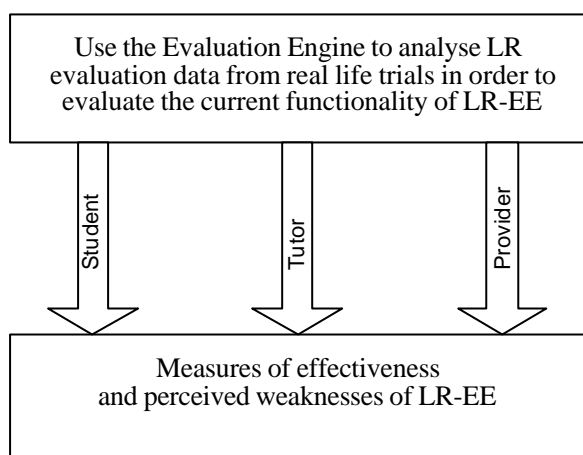 Use the Evaluation Engine to analyse LR
evaluation data from real life trials in order to
evaluate the current functionality of LR-EE
Student
Tutor
Provider
Measures of effectiveness
and perceived weaknesses of LR-EE